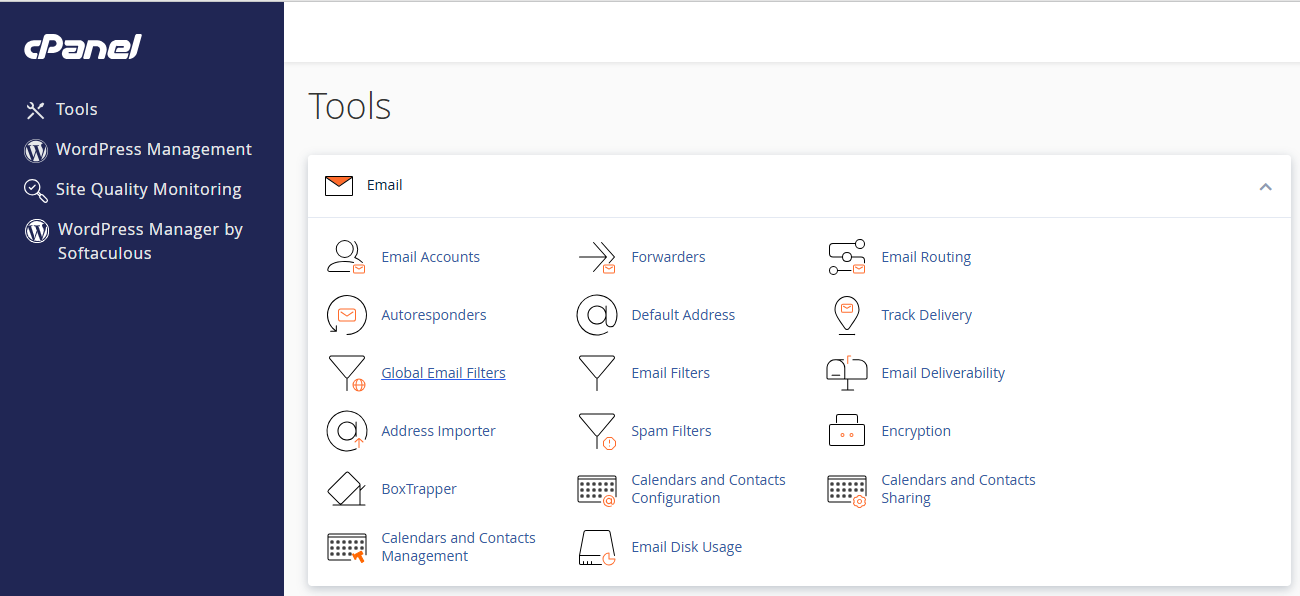 cPanel
Tools
WordPress Management
Site Quality Monitoring
WordPress Manager by
Softaculous
Tools
Email
Email Accounts
Forwarders
Email Routing
Autoresponders
Default Address
Track Delivery
Global Email Filters
Email Filters
Email Deliverability
Address Importer
Spam Filters
Encryption
BoxTrapper
Calendars and Contacts
Configuration
Calendars and Contacts
Sharing
Calendars and Contacts
Management
Email Disk Usage